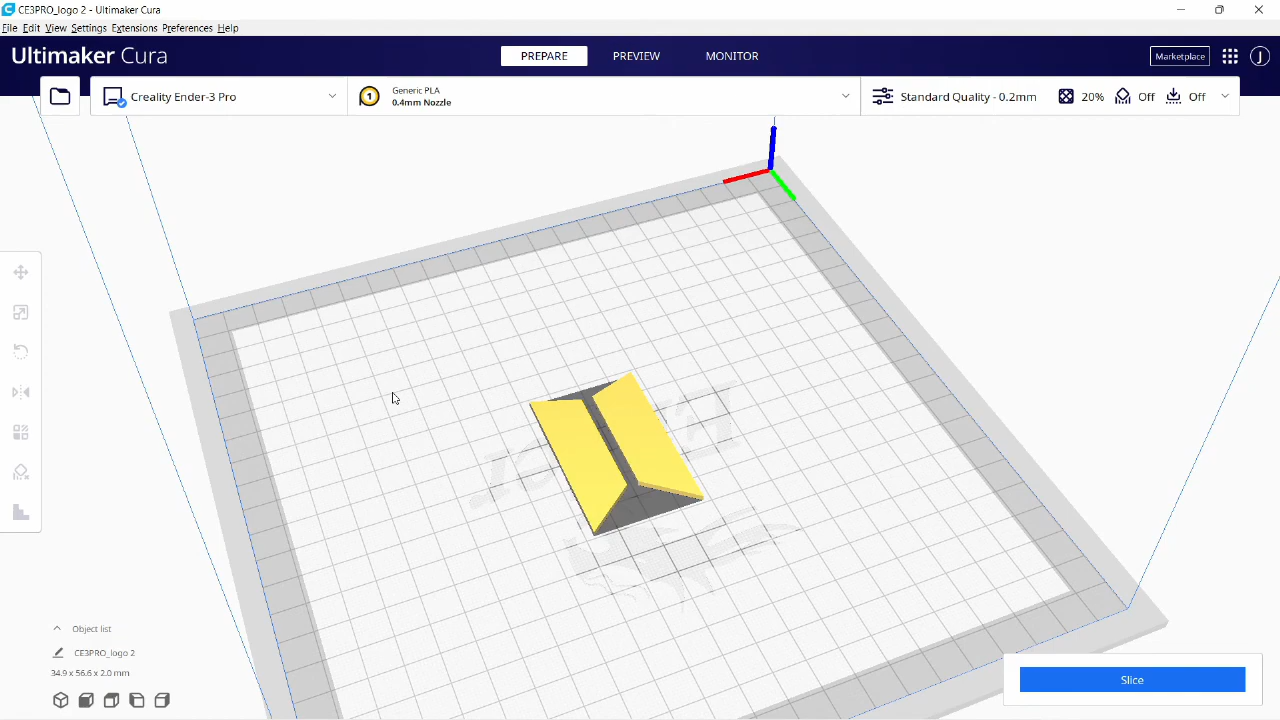 CE3PRO_logo 2 - Ultimaker Cura
File Edit View Settings Extensions Preferences Help
Ultimaker Cura
PREPARE
PREVIEW
MONITOR
Marketplace
J
Creality Ender-3 Pro
1
Generic PLA
0.4mm Nozzle
Standard Quality - 0.2mm
20%
Off
Off
Object list
CE3PRO_logo 2
34.9 x 56.6 x 2.0 mm
Slice